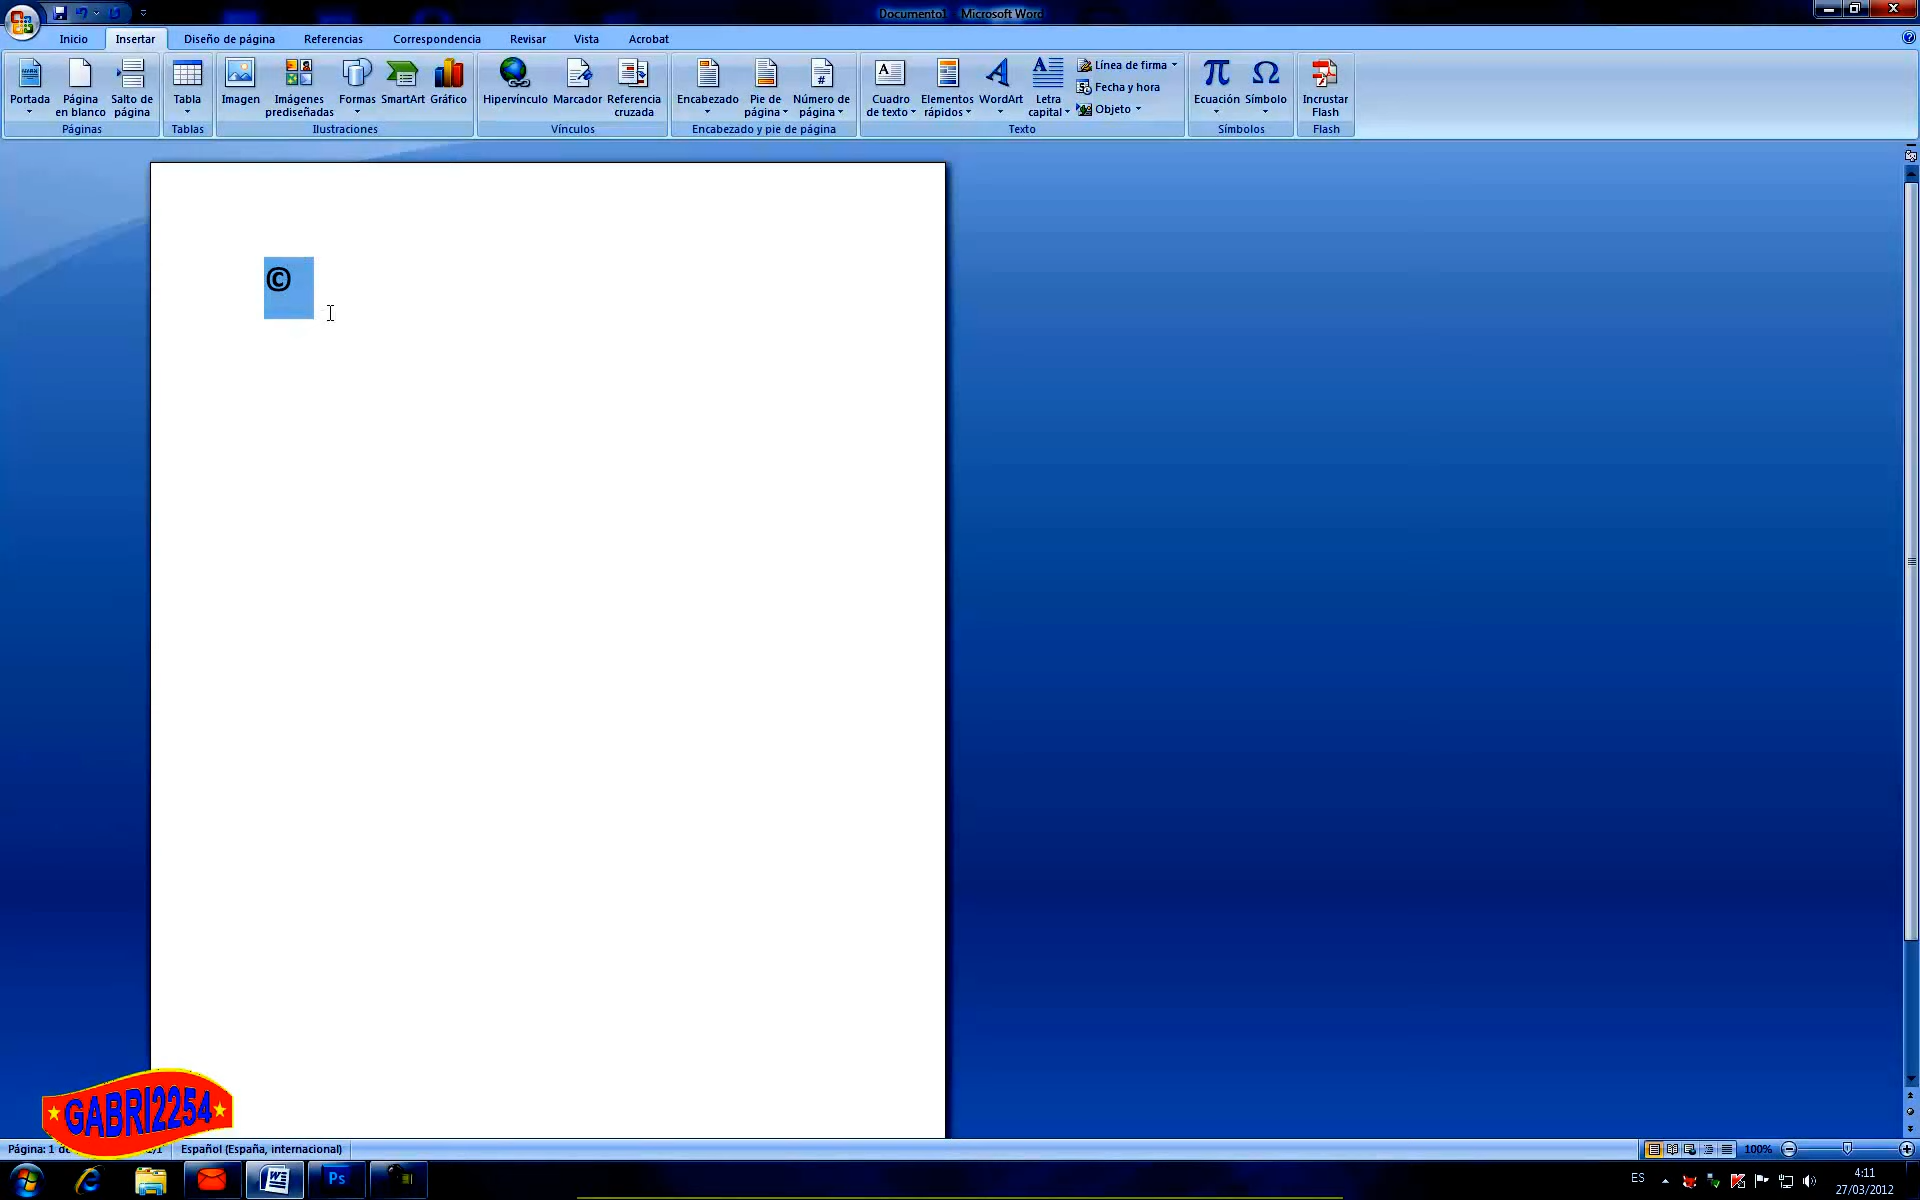 Documento1 - Microsoft Word
Inicio Insertar Diseño de página Referencias Correspondencia Revisar Vista Acrobat
Portada
Página en blanco
Salto de página
Páginas
Tabla
Tablas
Imagen
Imágenes prediseñadas
Formas
SmartArt
Gráfico
Ilustraciones
Hipervínculo
Marcador
Referencia cruzada
Vínculos
Encabezado
Pie de página
Número de página
Encabezado y pie de página
Cuadro de texto
Elementos rápidos
WordArt
Letra capital
Línea de firma
Fecha y hora
Objeto
Texto
Ecuación
Símbolo
Símbolos
Incrustar Flash
Flash
©
GABRI2254
Página: 1 de
Español (España, internacional)
100%
Ps
ES
4:11
27/03/2012